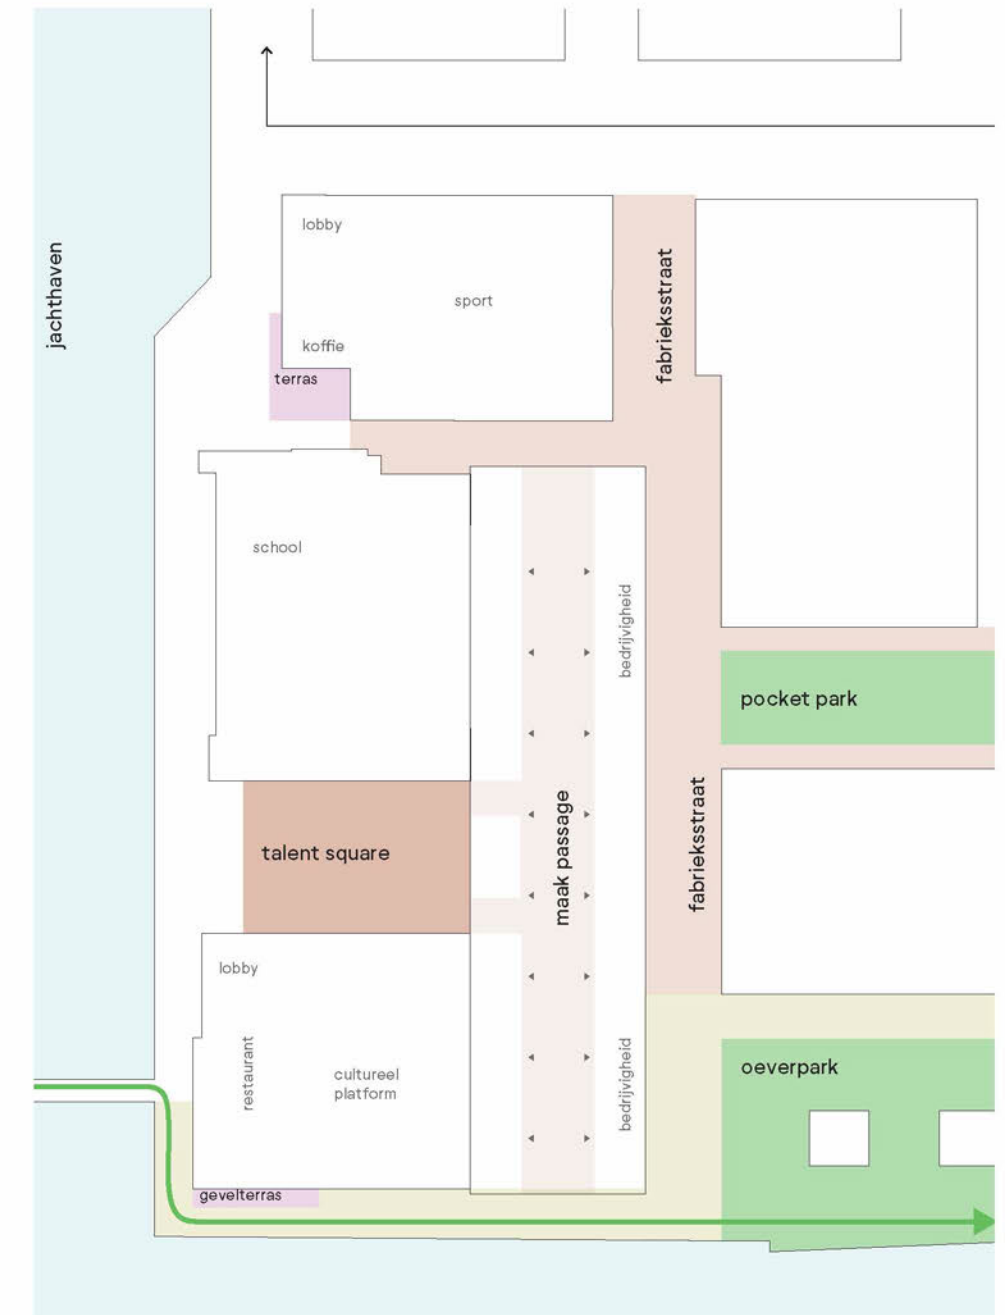 lobby
jachthaven
fabrieksstraat
sport
koffie
terras
school
bedrijvigheid
pocket park
maak passage
fabrieksstraat
talent square
lobby
restaurant
cultureel
platform
bedrijvigheid
oeverpark
gevelterras